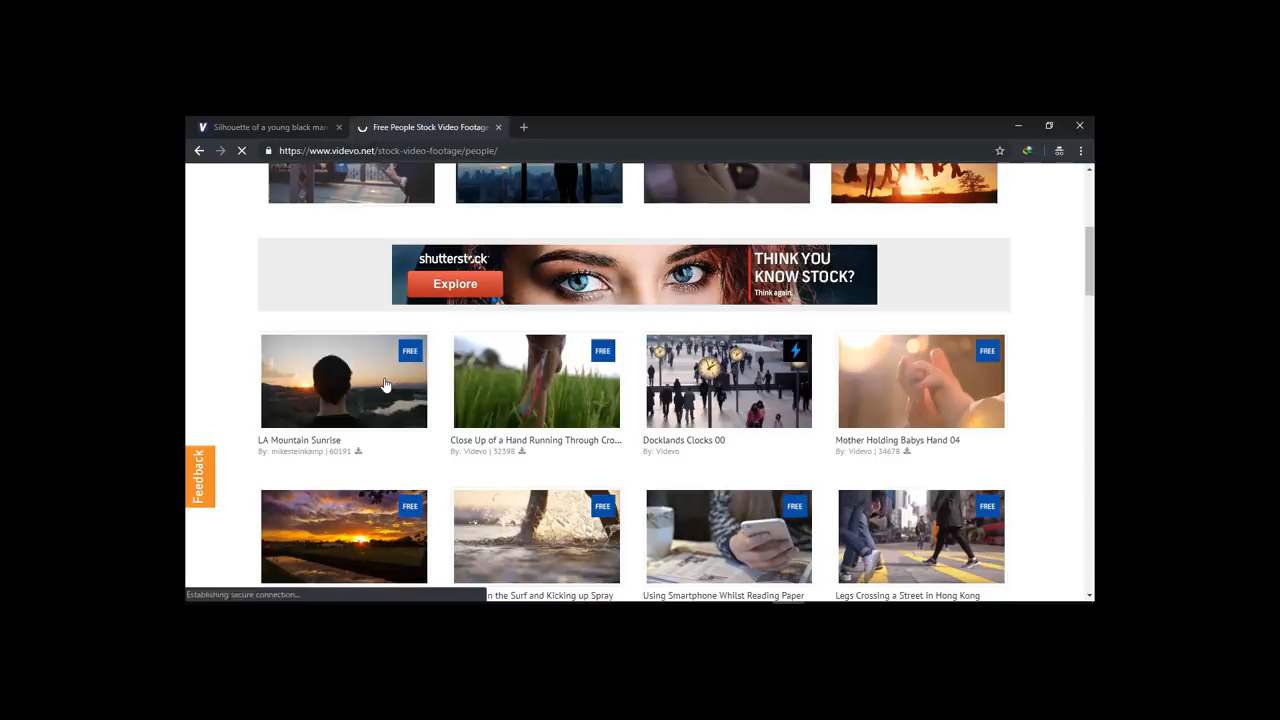 Silhouette of a young black man
Free People Stock Video Footage
https://www.videvo.net/stock-video-footage/people/
shutterstock
Explore
THINK YOU
KNOW STOCK?
Think again.
FREE
FREE
FREE
LA Mountain Sunrise
By: mikesteinkamp | 60191
Close Up of a Hand Running Through Cro...
By: Videvo | 32398
Docklands Clocks 00
By: Videvo
Mother Holding Babys Hand 04
By: Videvo | 34678
Feedback
FREE
FREE
FREE
FREE
Establishing secure connection...
n the Surf and Kicking up Spray
Using Smartphone Whilst Reading Paper
Legs Crossing a Street in Hong Kong